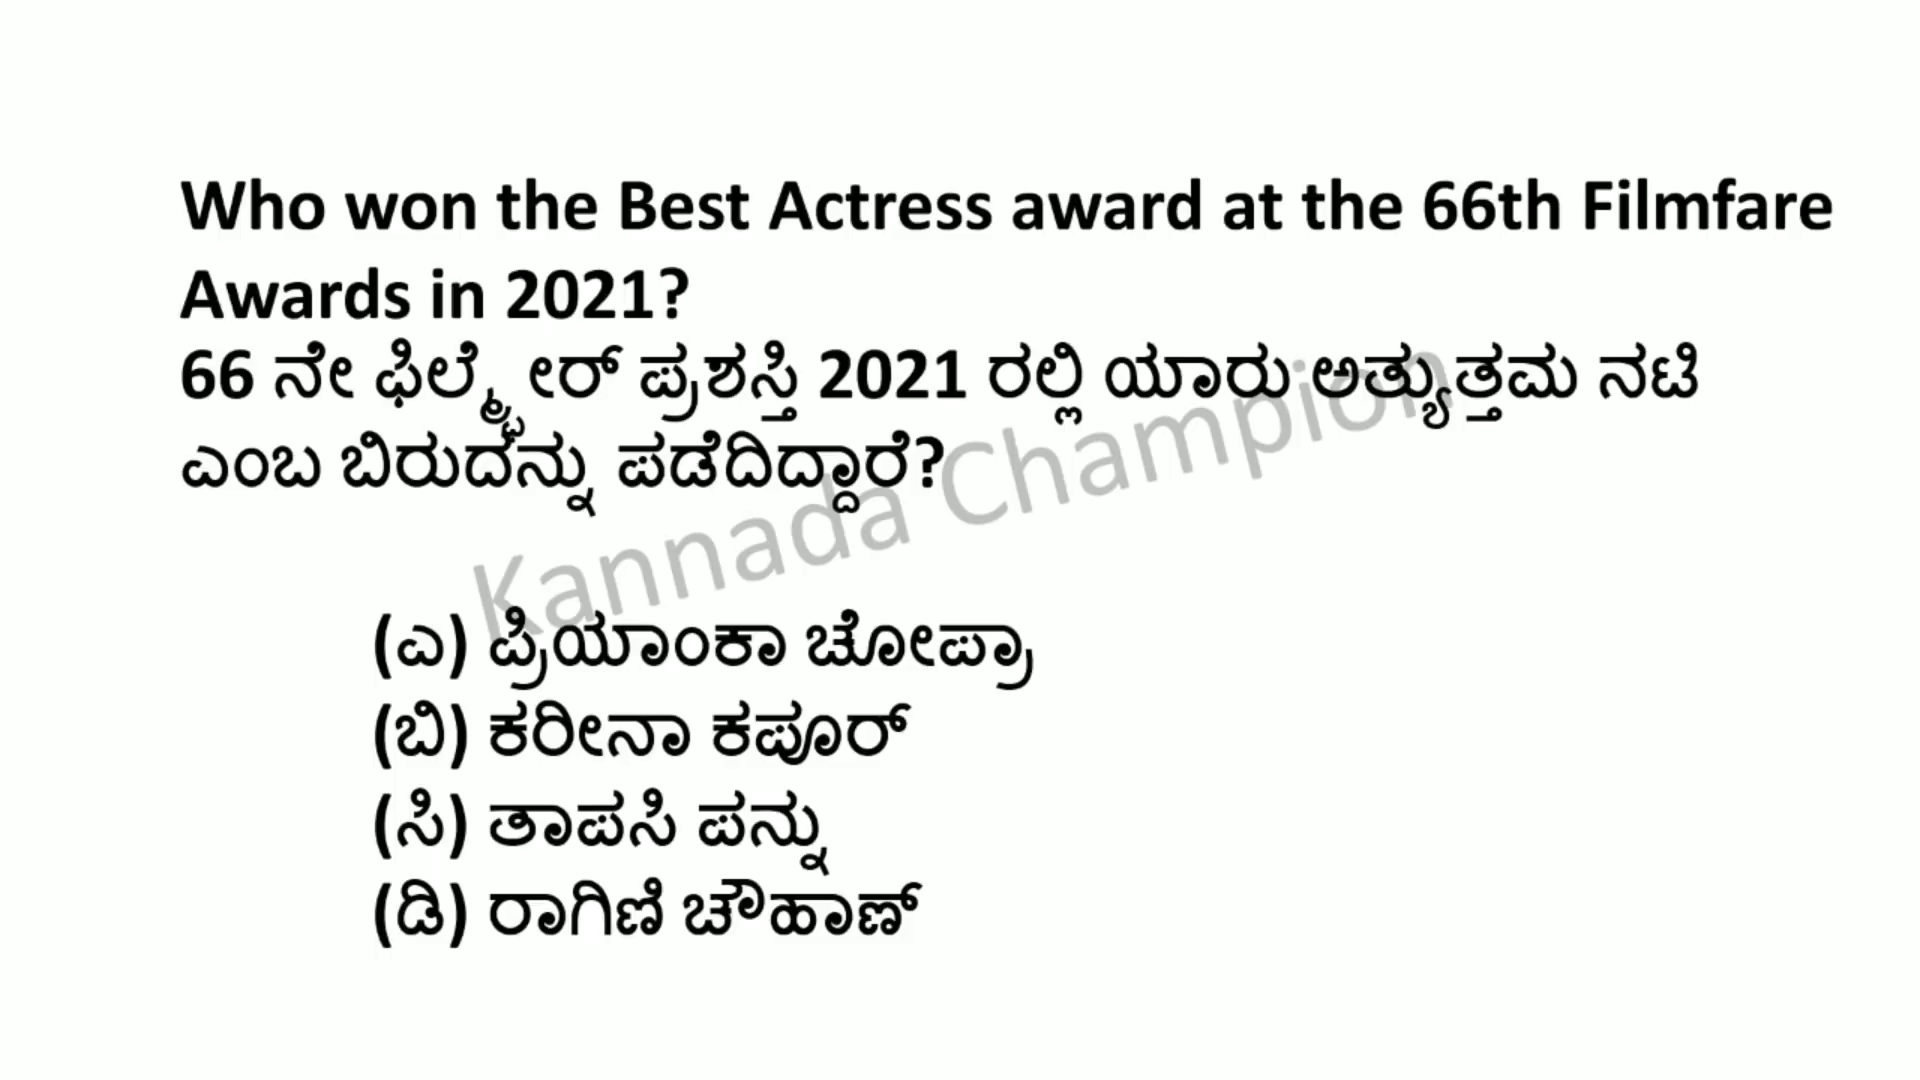 Who won the Best Actress award at the 66th Filmfare
Awards in 2021?
66 ನೇ ಫಿಲ್ಮ್ಫೇರ್ ಪ್ರಶಸ್ತಿ 2021 ರಲ್ಲಿ ಯಾರು ಅತ್ಯುತ್ತಮ ನಟಿ
ಎಂಬ ಬಿರುದನ್ನು ಪಡೆದಿದ್ದಾರೆ?
Kannada Champion
(ಎ) ಪ್ರಿಯಾಂಕಾ ಚೋಪ್ರಾ
(ಬಿ) ಕರೀನಾ ಕಪೂರ್
(ಸಿ) ತಾಪಸಿ ಪನ್ನು
(ಡಿ) ರಾಗಿಣಿ ಚೌಹಾಣ್